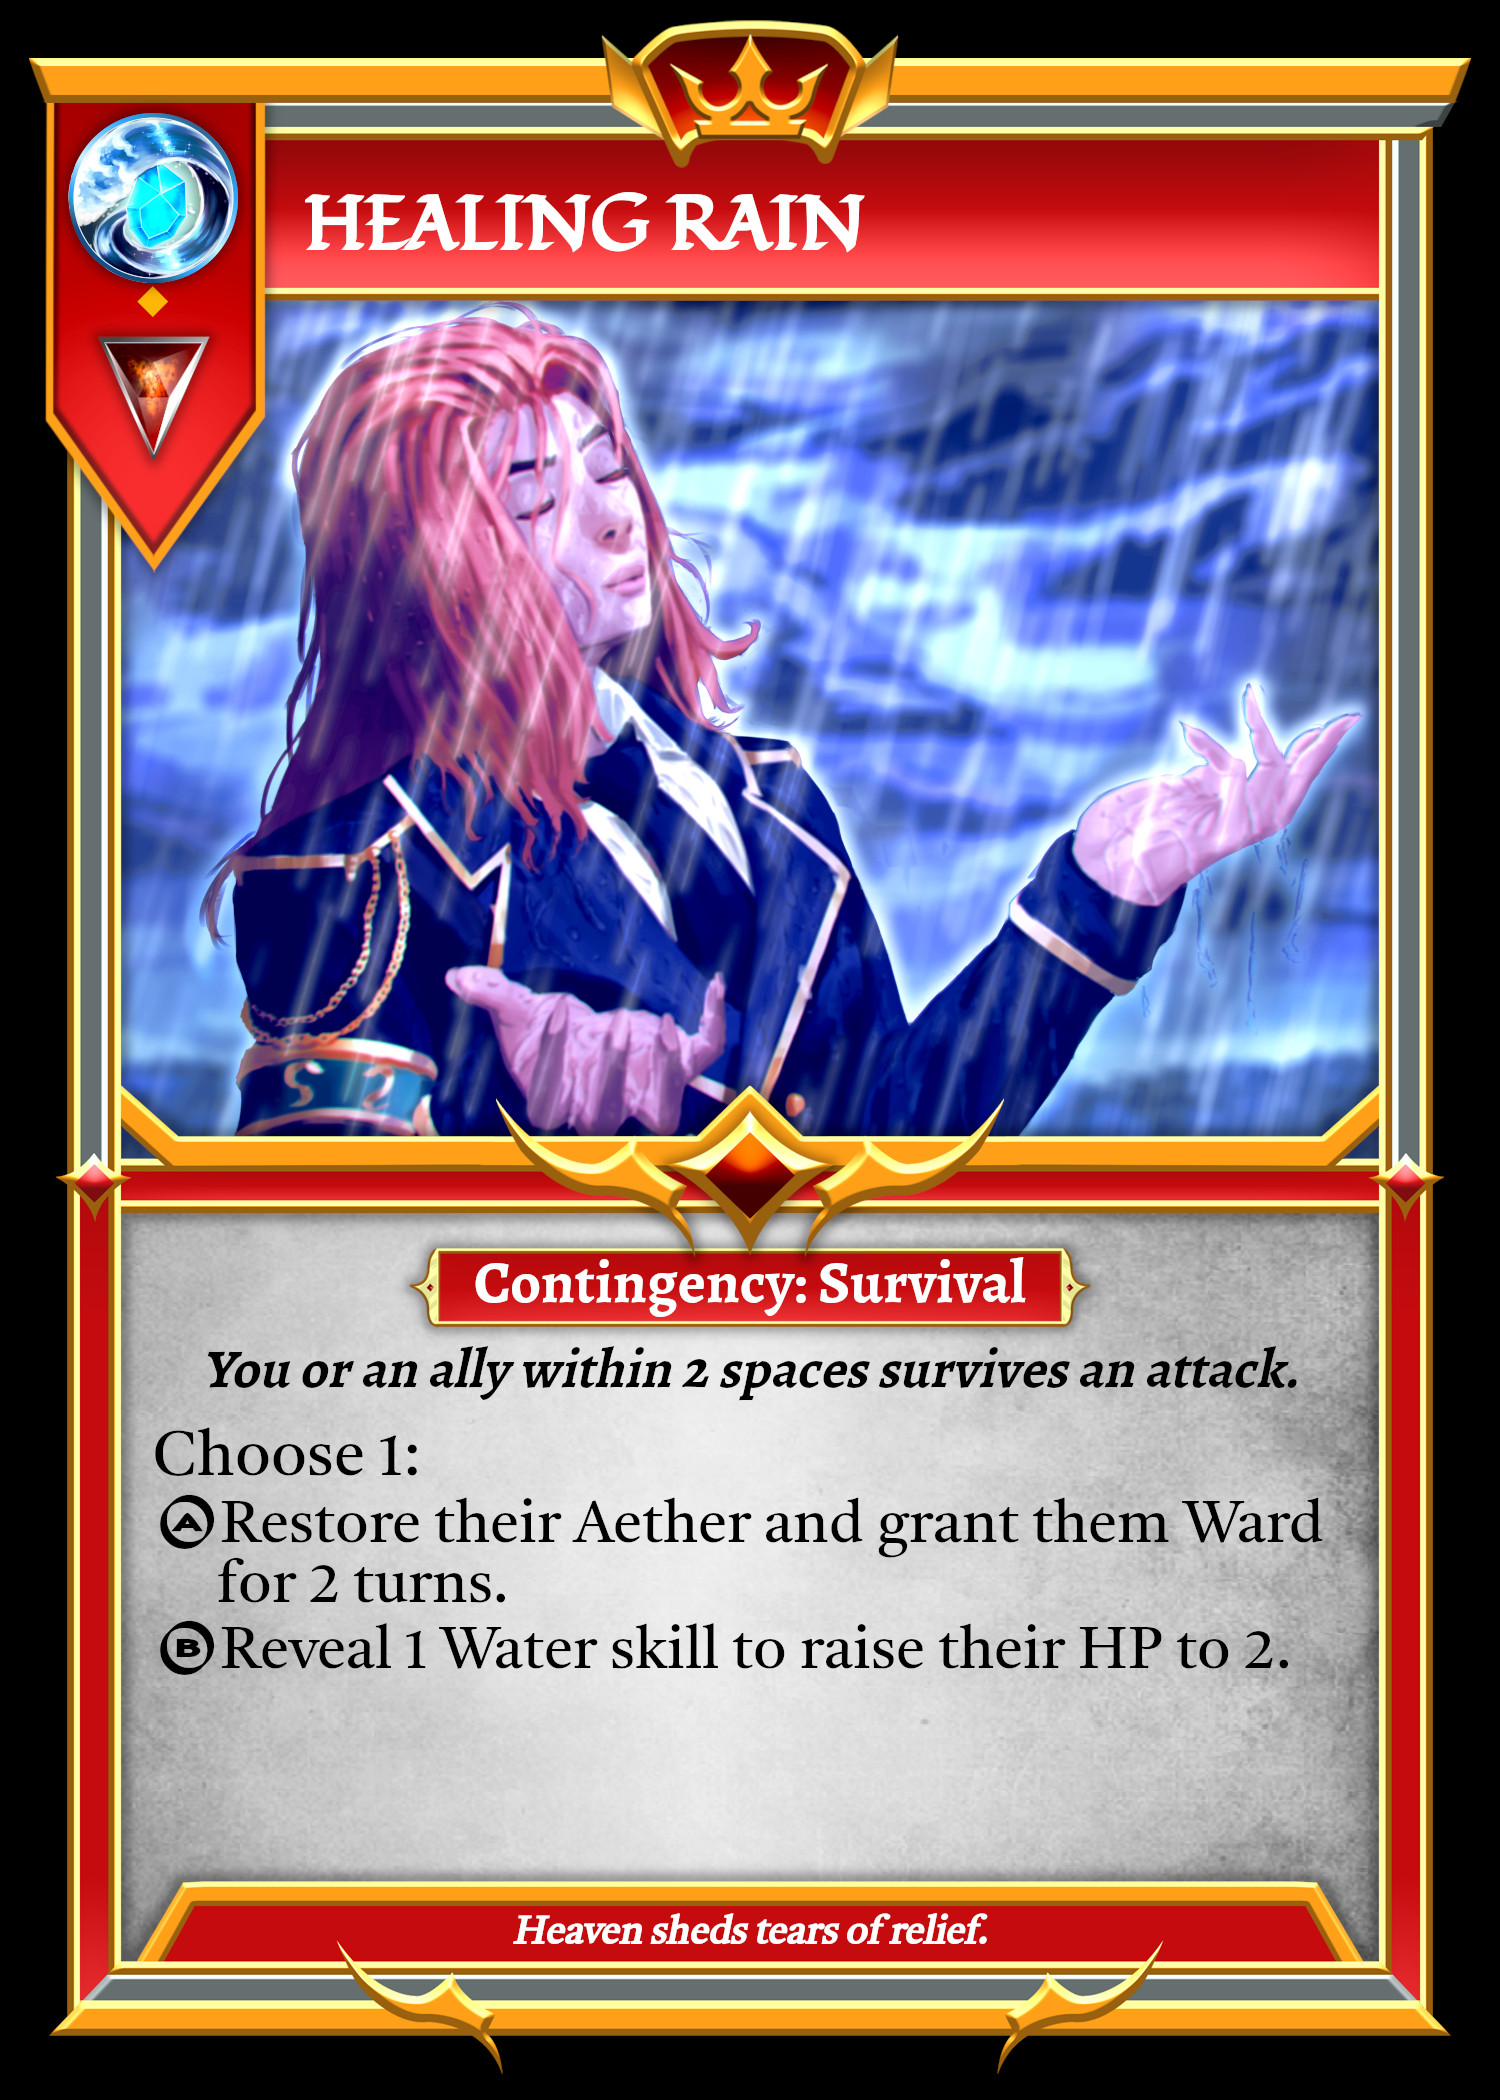 HEALING RAIN
Contingency: Survival
You or an ally within 2 spaces survives an attack.
Choose 1:
A Restore their Aether and grant them Ward
for 2 turns.
B Reveal 1 Water skill to raise their HP to 2.
Heaven sheds tears of relief.